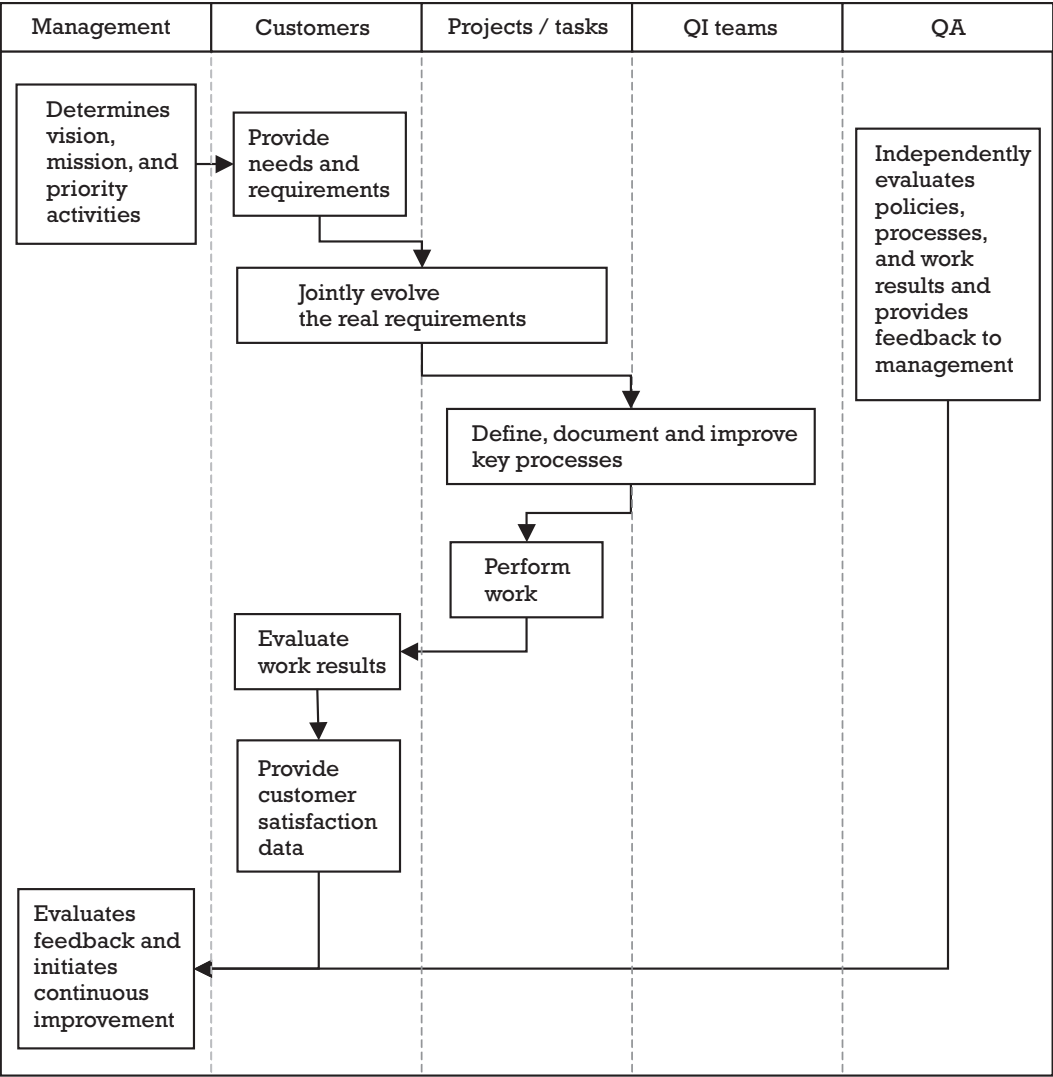 Management
Customers
Projects / tasks
QI teams
QA
Determines
vision,
mission, and
priority
activities
Provide
needs and
requirements
Independently
evaluates
policies,
processes,
and work
results and
provides
feedback to
management
Jointly evolve
the real requirements
Define, document and improve
key processes
Perform
work
Evaluate
work results
Provide
customer
satisfaction
data
Evaluates
feedback and
initiates
continuous
improvement